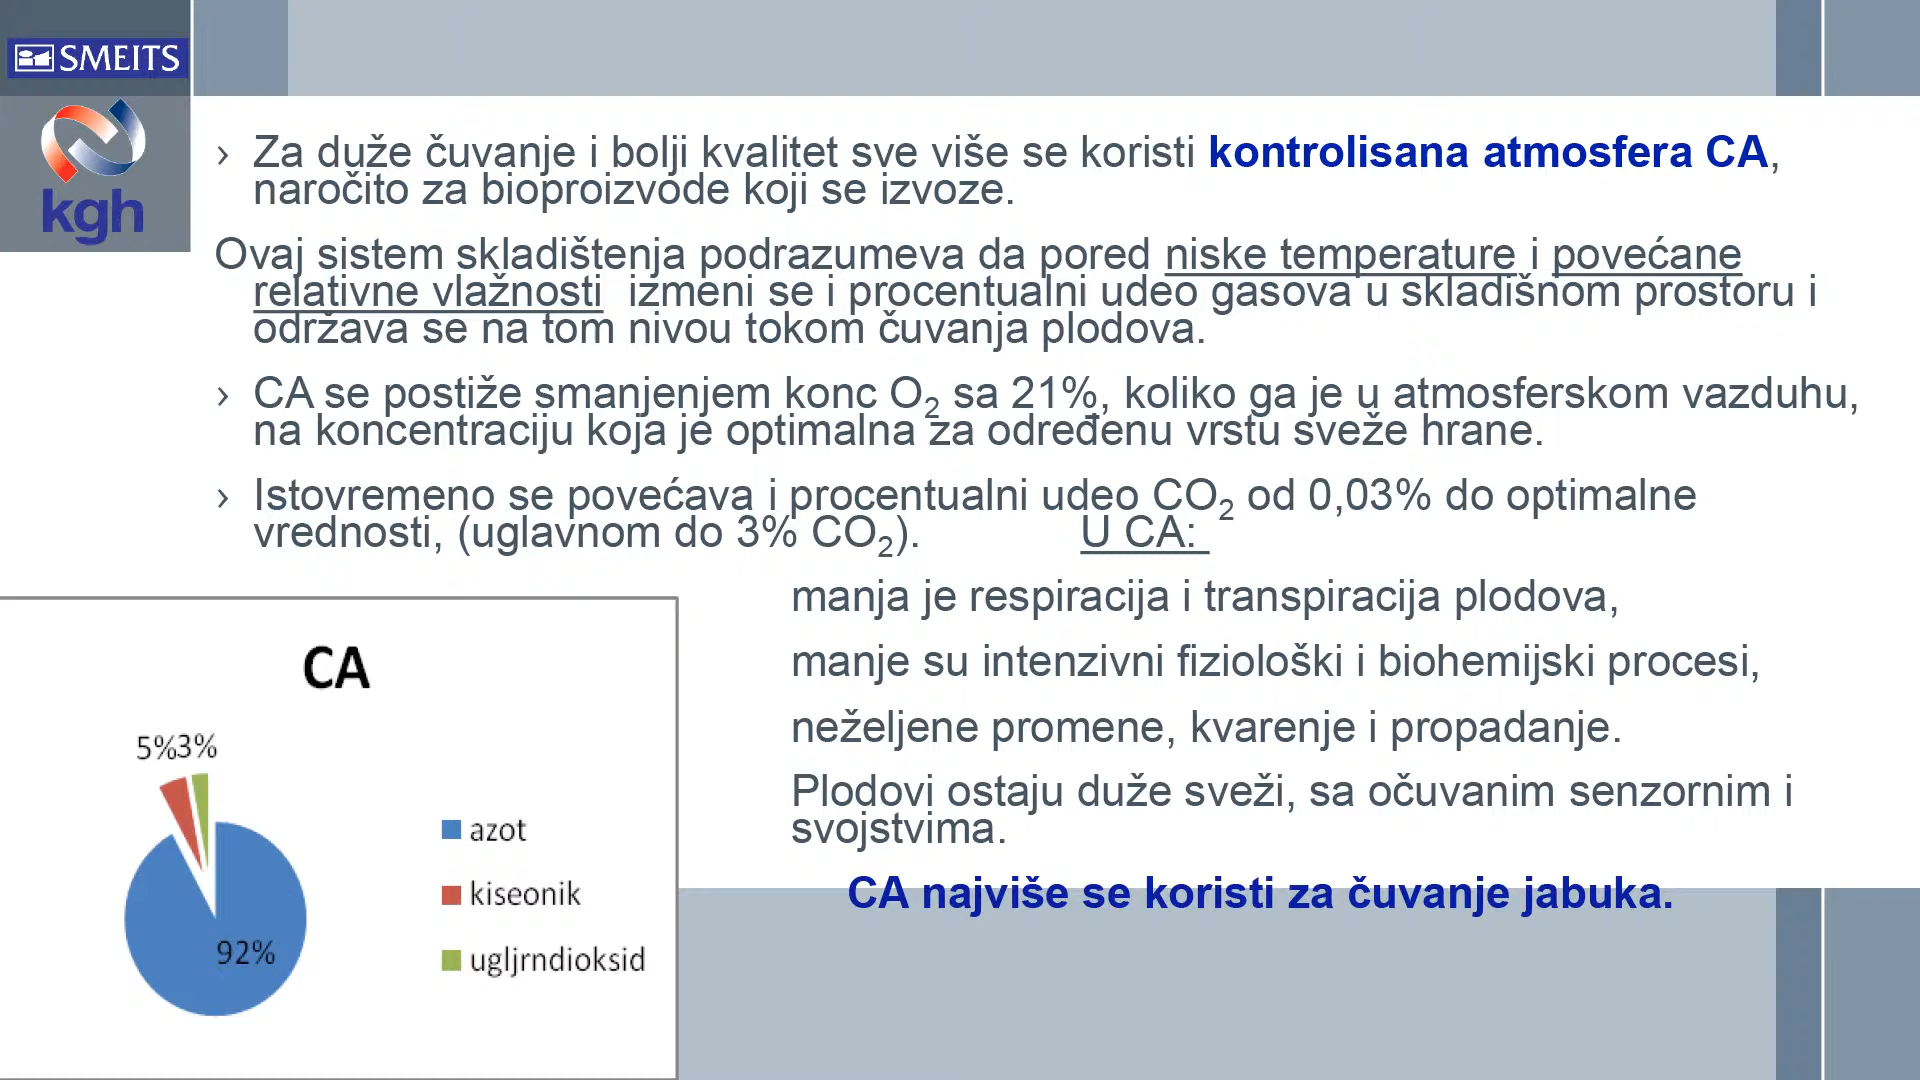 SMEITS
kgh
› Za duže čuvanje i bolji kvalitet sve više se koristi kontrolisana atmosfera CA,
naročito za bioproizvode koji se izvoze.
Ovaj sistem skladištenja podrazumeva da pored niske temperature i povećane
relativne vlažnosti izmeni se i procentualni udeo gasova u skladišnom prostoru i
održava se na tom nivou tokom čuvanja plodova.
› CA se postiže smanjenjem konc O₂ sa 21%, koliko ga je u atmosferskom vazduhu,
na koncentraciju koja je optimalna za određenu vrstu sveže hrane.
› Istovremeno se povećava i procentualni udeo CO₂ od 0,03% do optimalne
vrednosti, (uglavnom do 3% CO₂). U CA:
manja je respiracija i transpiracija plodova,
manje su intenzivni fiziološki i biohemijski procesi,
neželjene promene, kvarenje i propadanje.
Plodovi ostaju duže sveži, sa očuvanim senzornim i
svojstvima.
CA najviše se koristi za čuvanje jabuka.
CA
5%3%
92%
azot
kiseonik
ugljrndioksid